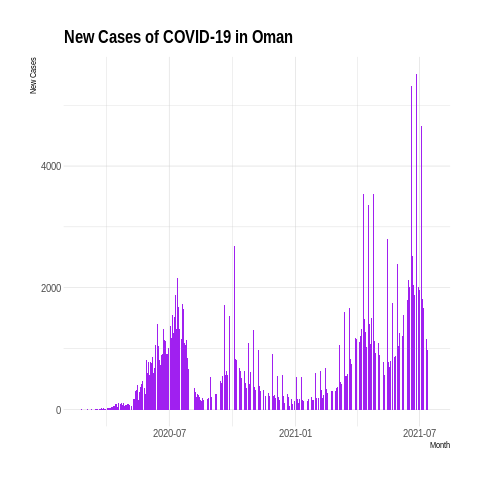 New Cases of COVID-19 in Oman
New Cases
4000
2000
0
2020-07
2021-01
2021-07
Month